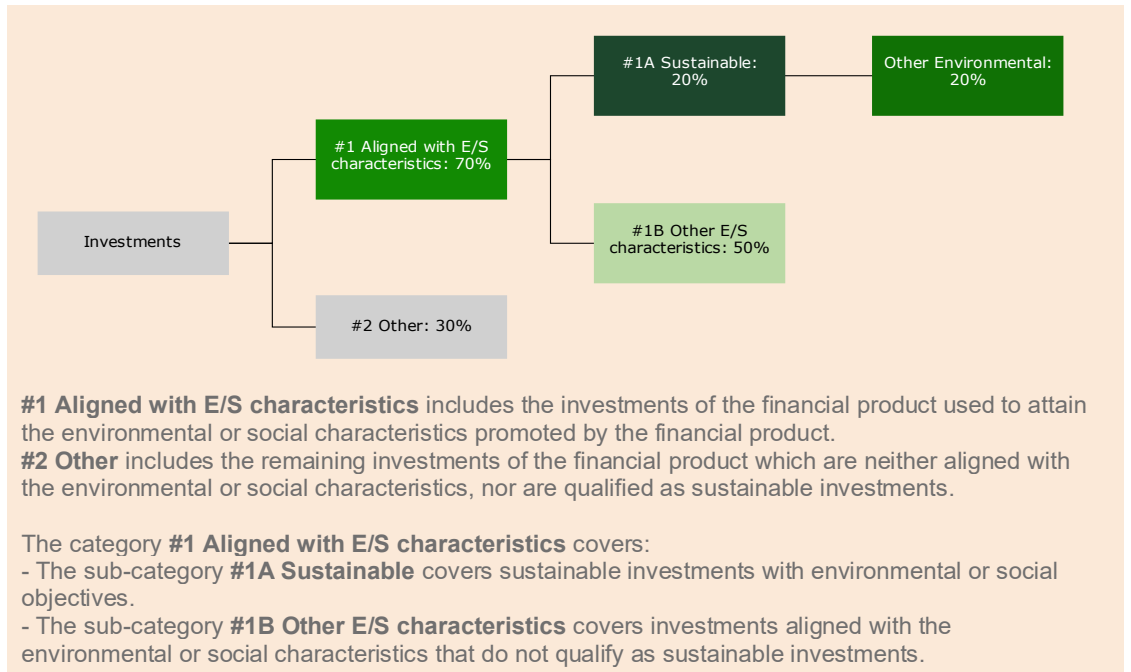 #1A Sustainable:
20%
Other Environmental:
20%
#1 Aligned with E/S
characteristics: 70%
Investments
#1B Other E/S
characteristics: 50%
#2 Other: 30%
#1 Aligned with E/S characteristics includes the investments of the financial product used to attain
the environmental or social characteristics promoted by the financial product.
#2 Other includes the remaining investments of the financial product which are neither aligned with
the environmental or social characteristics, nor are qualified as sustainable investments.
The category #1 Aligned with E/S characteristics covers:
- The sub-category #1A Sustainable covers sustainable investments with environmental or social
objectives.
- The sub-category #1B Other E/S characteristics covers investments aligned with the
environmental or social characteristics that do not qualify as sustainable investments.